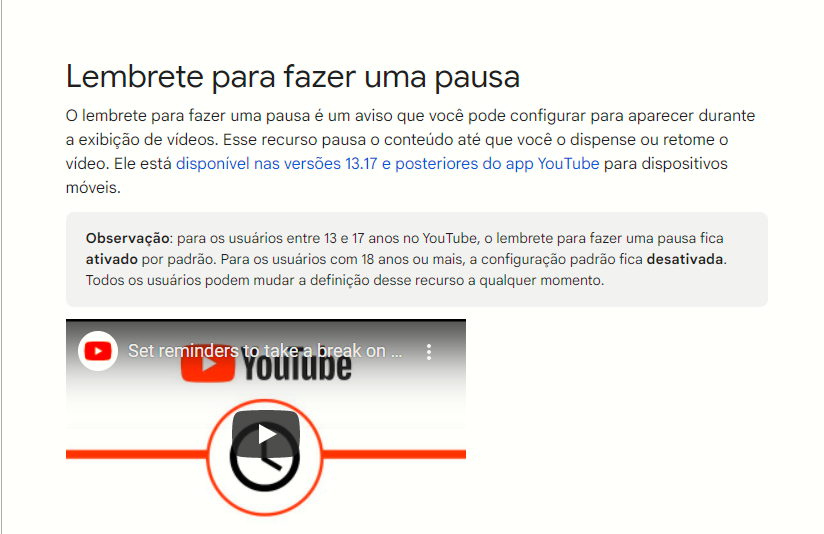 Lembrete para fazer uma pausa
O lembrete para fazer uma pausa é um aviso que você pode configurar para aparecer durante
a exibição de vídeos. Esse recurso pausa o conteúdo até que você o dispense ou retome o
vídeo. Ele está disponível nas versões 13.17 e posteriores do app YouTube para dispositivos
móveis.
Observação: para os usuários entre 13 e 17 anos no YouTube, o lembrete para fazer uma pausa fica
ativado por padrão. Para os usuários com 18 anos ou mais, a configuração padrão fica desativada.
Todos os usuários podem mudar a definição desse recurso a qualquer momento.
Set reminders to take a break on ...
YouTube